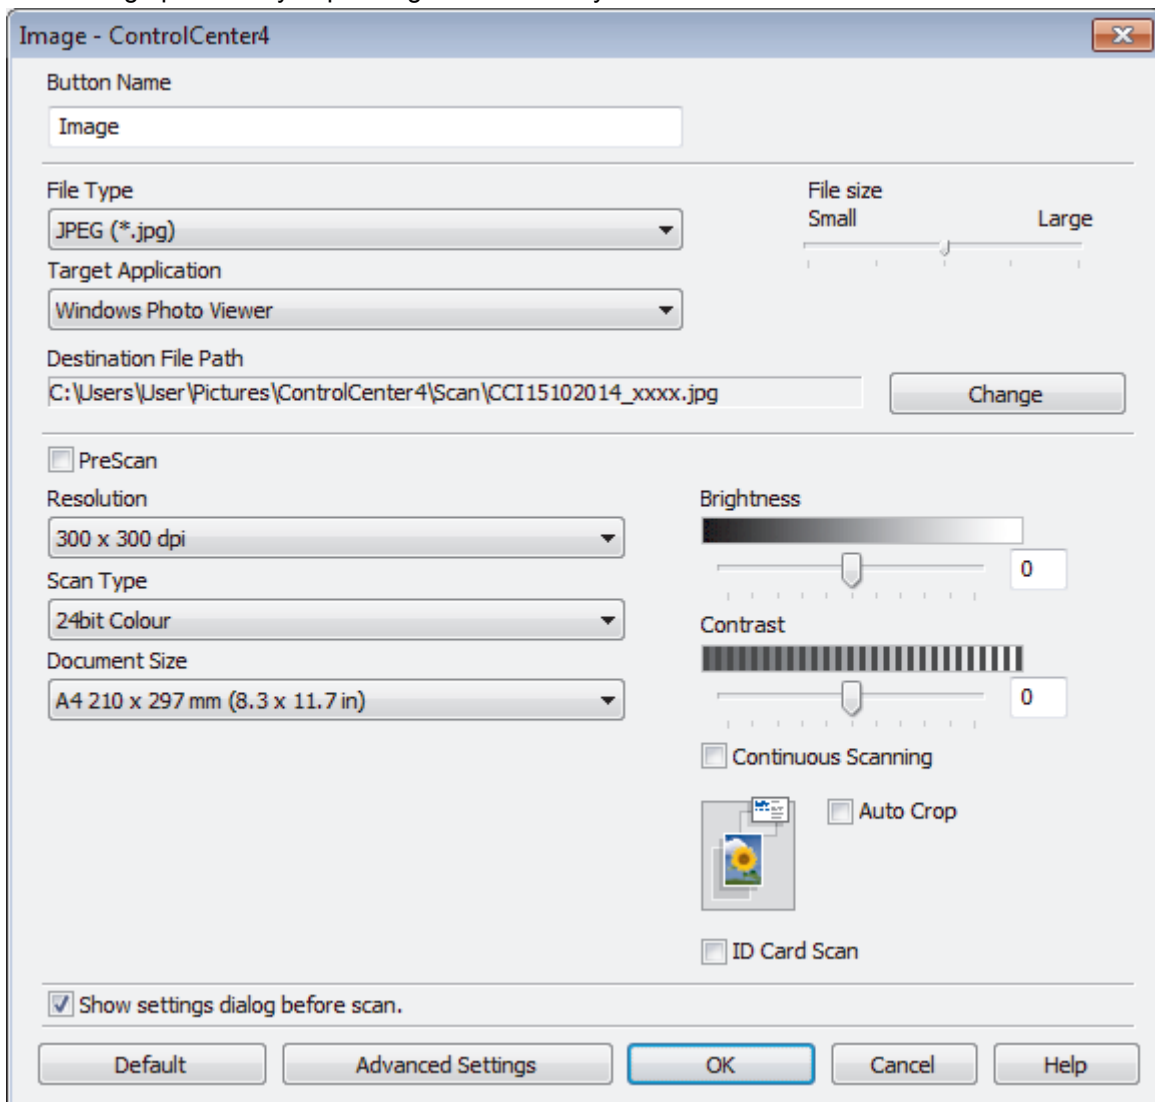 Image - ControlCenter4
Button Name
Image
File Type
File size
JPEG (*.jpg)
Small Large
Target Application
Windows Photo Viewer
Destination File Path
C:\Users\User\Pictures\ControlCenter4\Scan\CCI15102014_xxxx.jpg
Change
PreScan
Resolution
300 x 300 dpi
Brightness
0
Scan Type
24bit Colour
Contrast
0
Document Size
A4 210 x 297 mm (8.3 x 11.7 in)
Continuous Scanning
Auto Crop
ID Card Scan
Show settings dialog before scan.
Default Advanced Settings OK Cancel Help